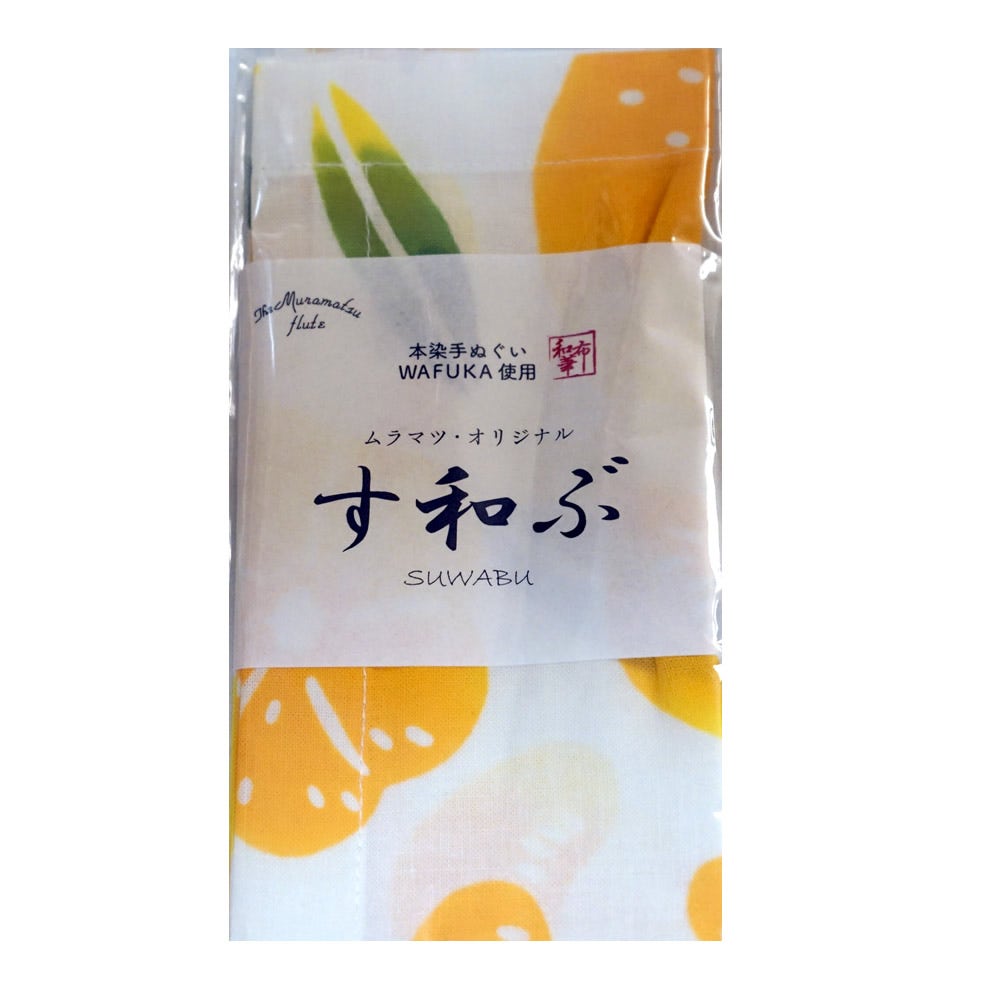 The Muramatsu
flute
本染手ぬぐい
WAFUKA 使用
和布華
ムラマツ・オリジナル
す和ぶ
SUWABU